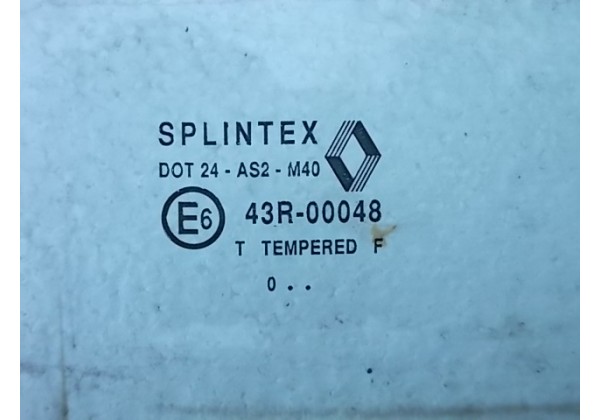 SPLINTEX
DOT 24 - AS2 - M40
E6 43R-00048
T TEMPERED F
0 . .